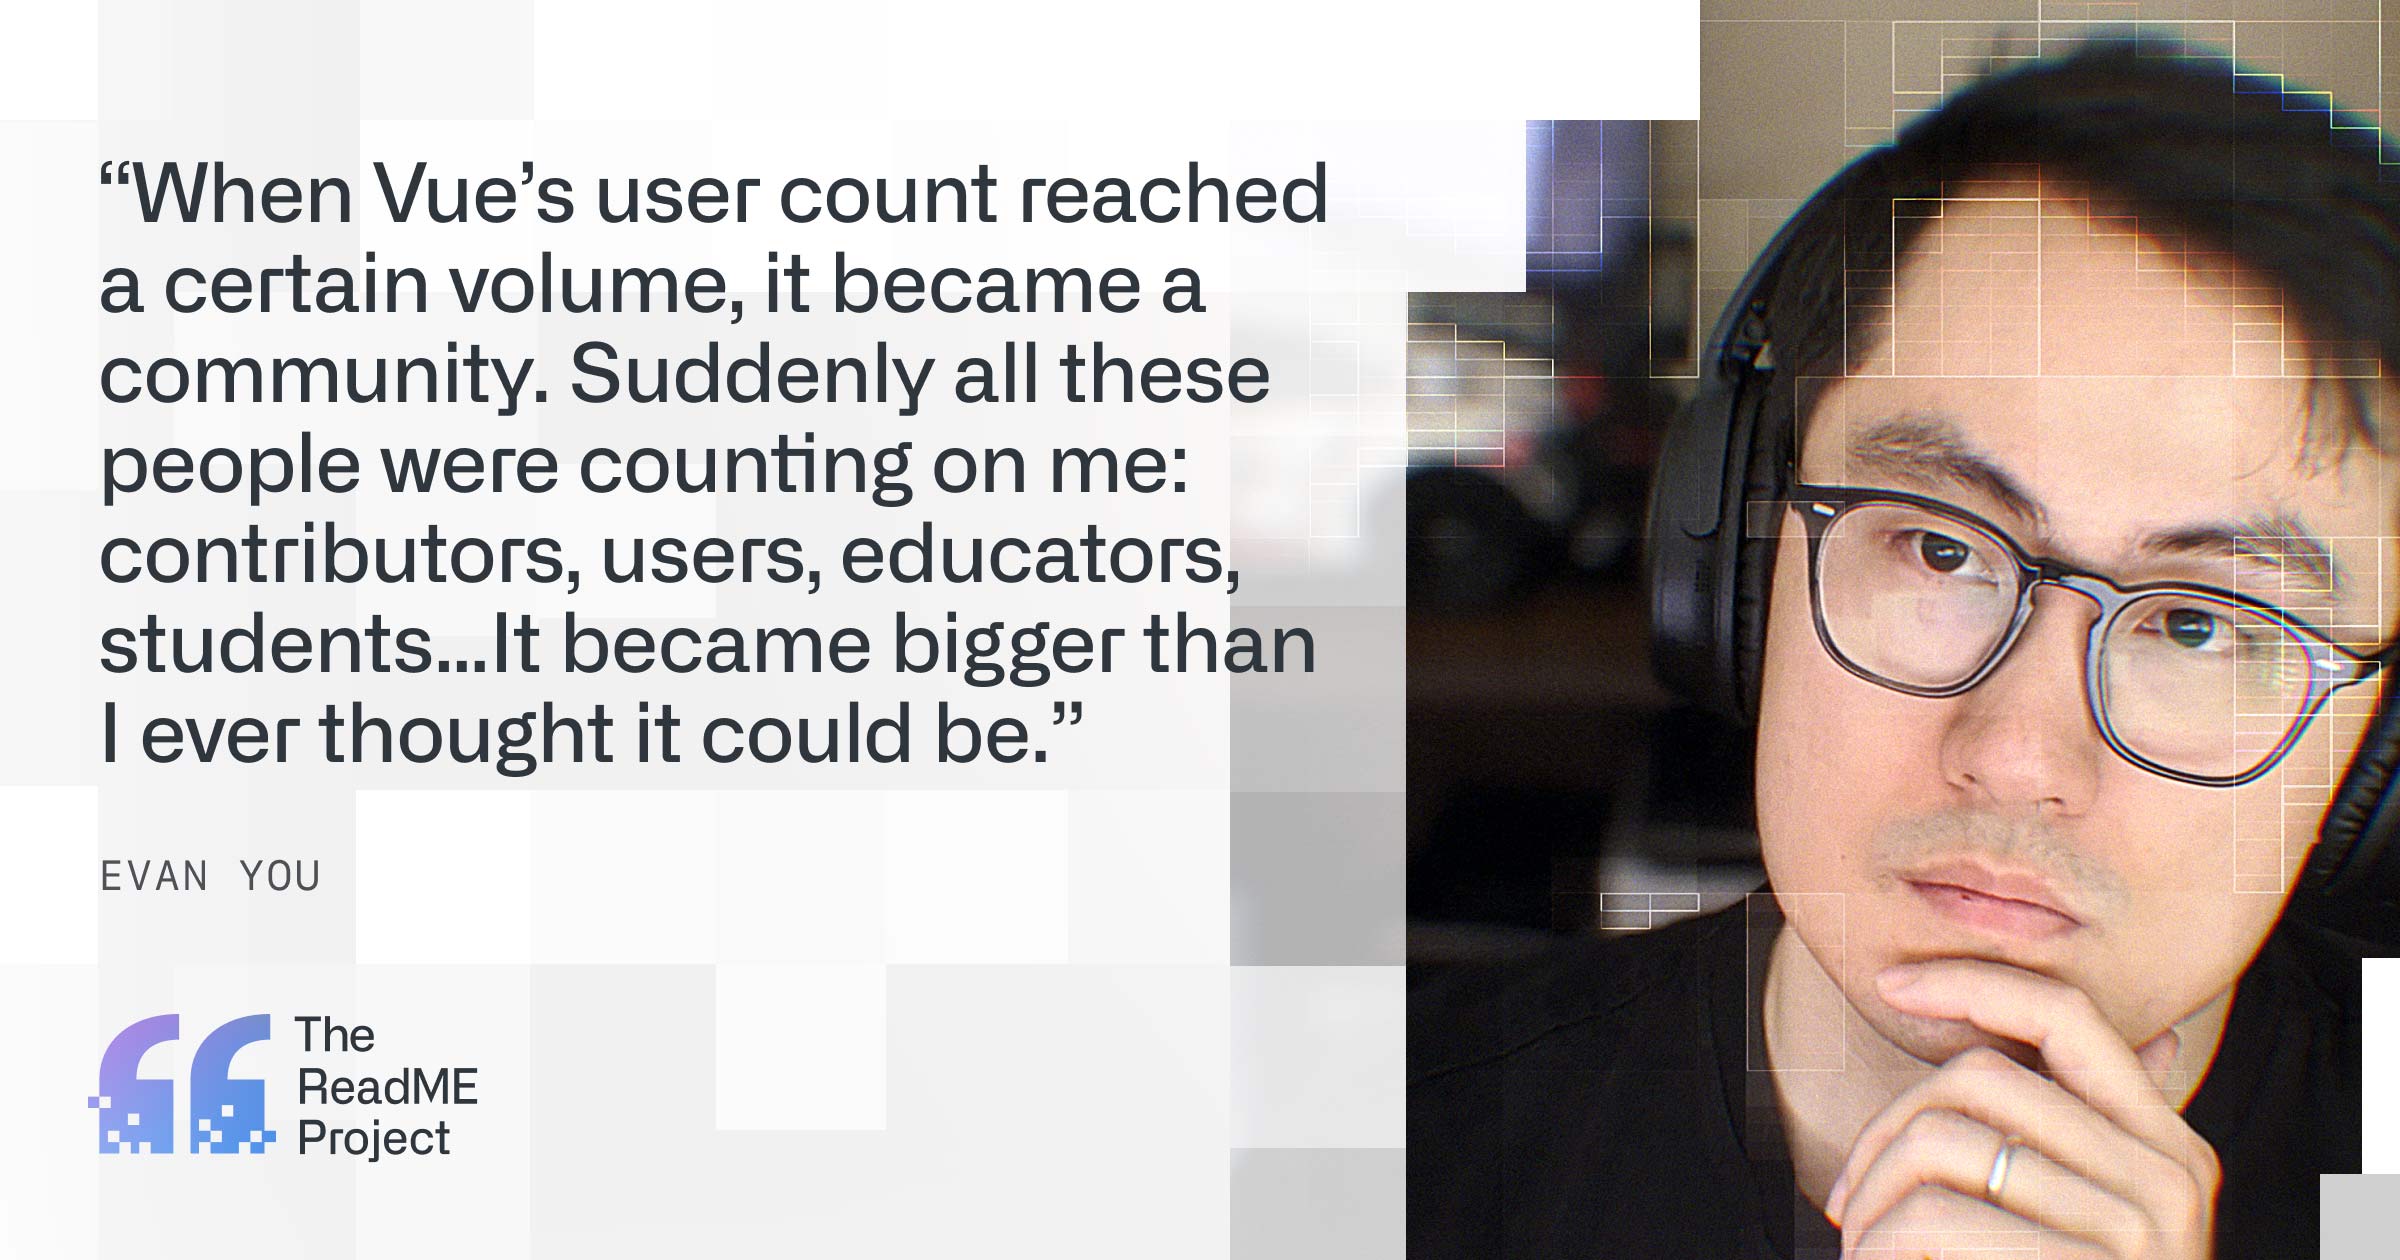 “When Vue’s user count reached
a certain volume, it became a
community. Suddenly all these
people were counting on me:
contributors, users, educators,
students...It became bigger than
I ever thought it could be.”
EVAN YOU
The
ReadME
Project